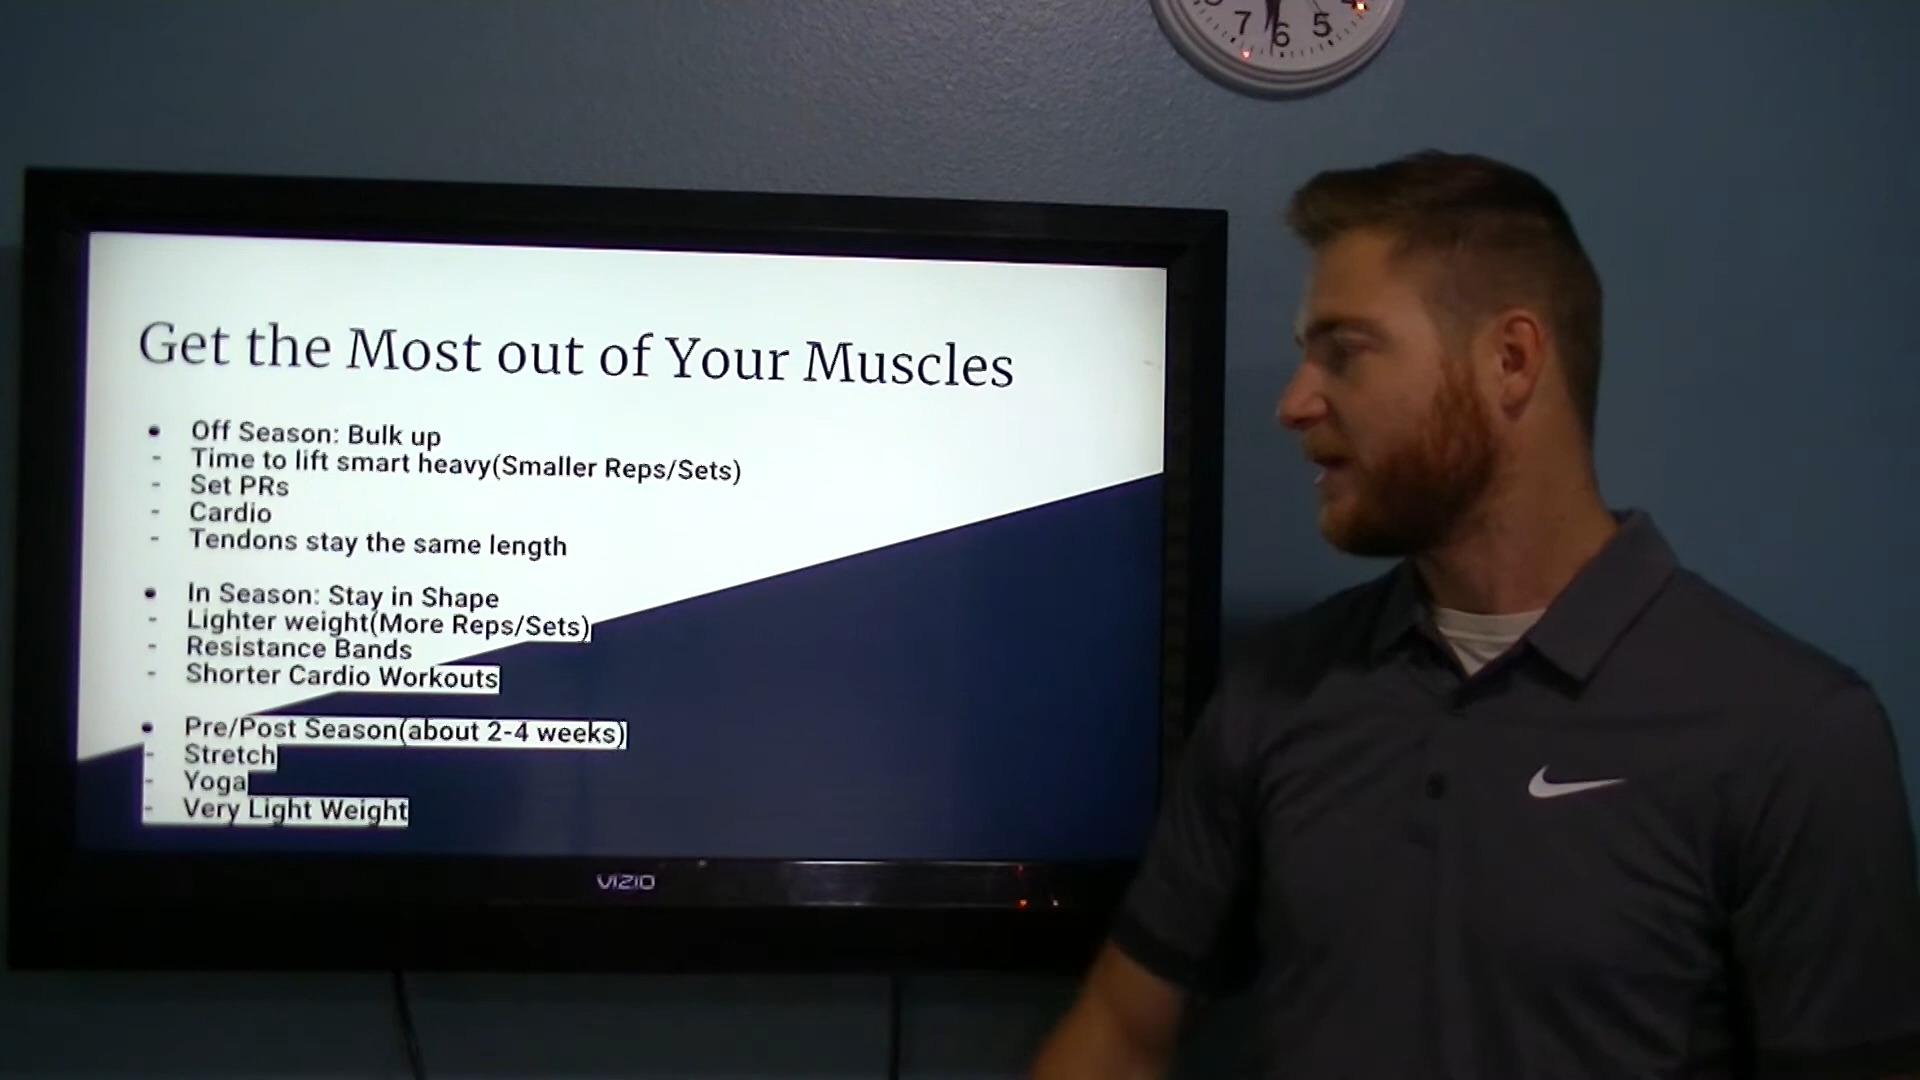 7 6 5
Get the Most out of Your Muscles
● Off Season: Bulk up
- Time to lift smart heavy(Smaller Reps/Sets)
- Set PRs
- Cardio
- Tendons stay the same length
● In Season: Stay in Shape
- Lighter weight(More Reps/Sets)
- Resistance Bands
- Shorter Cardio Workouts
● Pre/Post Season(about 2-4 weeks)
- Stretch
- Yoga
- Very Light Weight
VIZIO